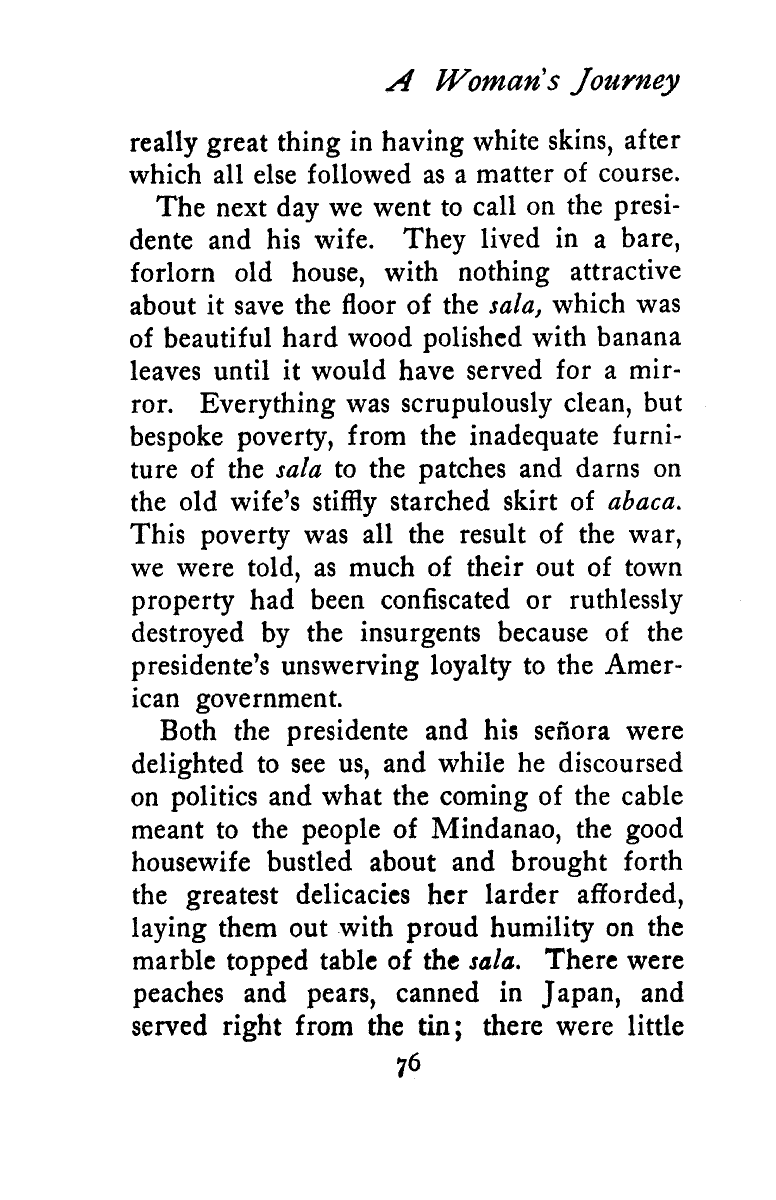 A Woman's Journey
really great thing in having white skins, after
which all else followed as a matter of course.
The next day we went to call on the presi-
dente and his wife. They lived in a bare,
forlorn old house, with nothing attractive
about it save the floor of the sala, which was
of beautiful hard wood polished with banana
leaves until it would have served for a mir-
ror. Everything was scrupulously clean, but
bespoke poverty, from the inadequate furni-
ture of the sala to the patches and darns on
the old wife's stiffly starched skirt of abaca.
This poverty was all the result of the war,
we were told, as much of their out of town
property had been confiscated or ruthlessly
destroyed by the insurgents because of the
presidente's unswerving loyalty to the Amer-
ican government.
Both the presidente and his señora were
delighted to see us, and while he discoursed
on politics and what the coming of the cable
meant to the people of Mindanao, the good
housewife bustled about and brought forth
the greatest delicacies her larder afforded,
laying them out with proud humility on the
marble topped table of the sala. There were
peaches and pears, canned in Japan, and
served right from the tin; there were little
76